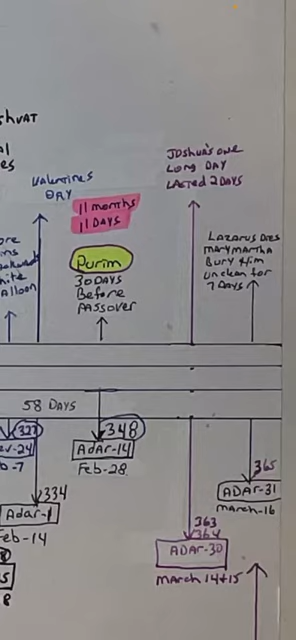 SHVAT
VALENTINES
DAY
11 months
11 DAYS
Purim
30 DAYS
Before
PASSOVER
JOSHUA'S ONE
LONG DAY
LASTED 2 DAYS
LAZARUS DIES
MARY MARTHA
BURY HIM
UNCLEAN FOR
7 DAYS
58 DAYS
327
348
Adar-14
Feb-28
334
Adar-1
Feb-14
363
364
ADAR-30
March 14+15
365
ADAR-31
march-16
8